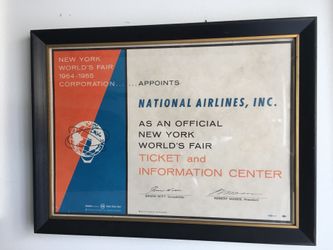 NEW YORK
WORLD'S FAIR
1964-1965
CORPORATION . . . . . . APPOINTS
NATIONAL AIRLINES, INC.
AS AN OFFICIAL
NEW YORK
WORLD'S FAIR
TICKET and
INFORMATION CENTER
ROBERT MOSES, President